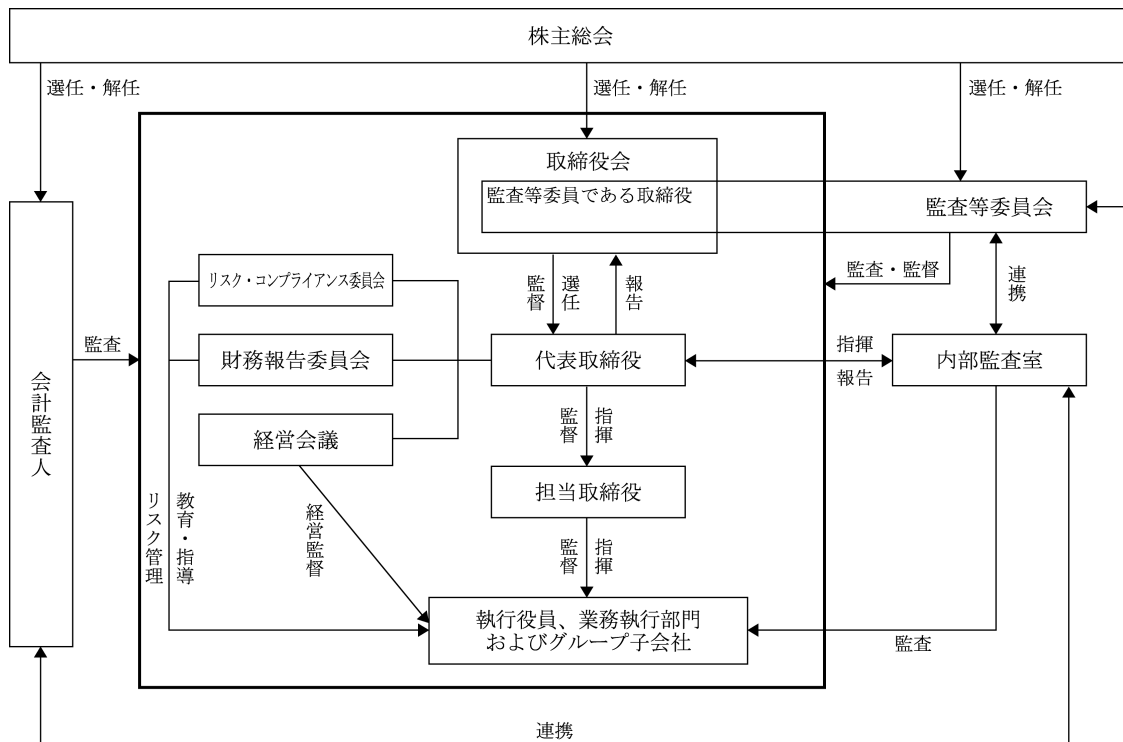 株主総会
選任・解任
選任・解任
選任・解任
取締役会
監査等委員である取締役
監査等委員会
リスク・コンプライアンス委員会
監督
選任
報告
監査・監督
連携
監査
財務報告委員会
代表取締役
指揮
報告
内部監査室
会計監査人
経営会議
監督
指揮
担当取締役
リスク管理
教育・指導
経営監督
監督
指揮
執行役員、業務執行部門
およびグループ子会社
監査
連携